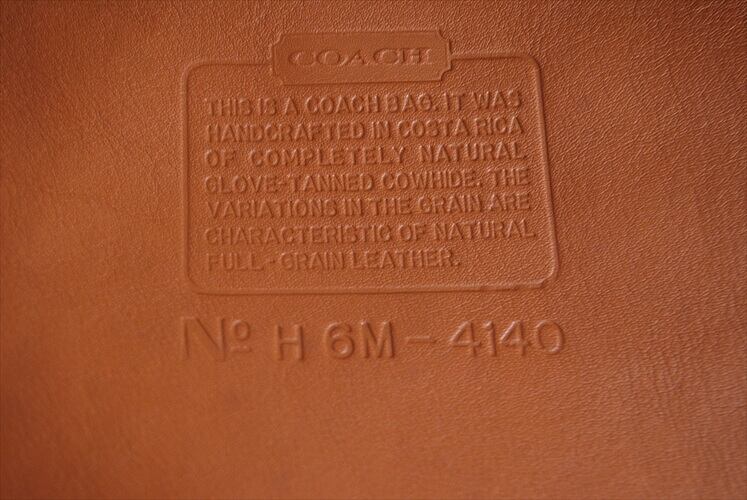 COACH
THIS IS A COACH BAG. IT WAS
HANDCRAFTED IN COSTA RICA
OF COMPLETELY NATURAL
GLOVE-TANNED COWHIDE. THE
VARIATIONS IN THE GRAIN ARE
CHARACTERISTIC OF NATURAL
FULL-GRAIN LEATHER.
Nº H 6M-4140